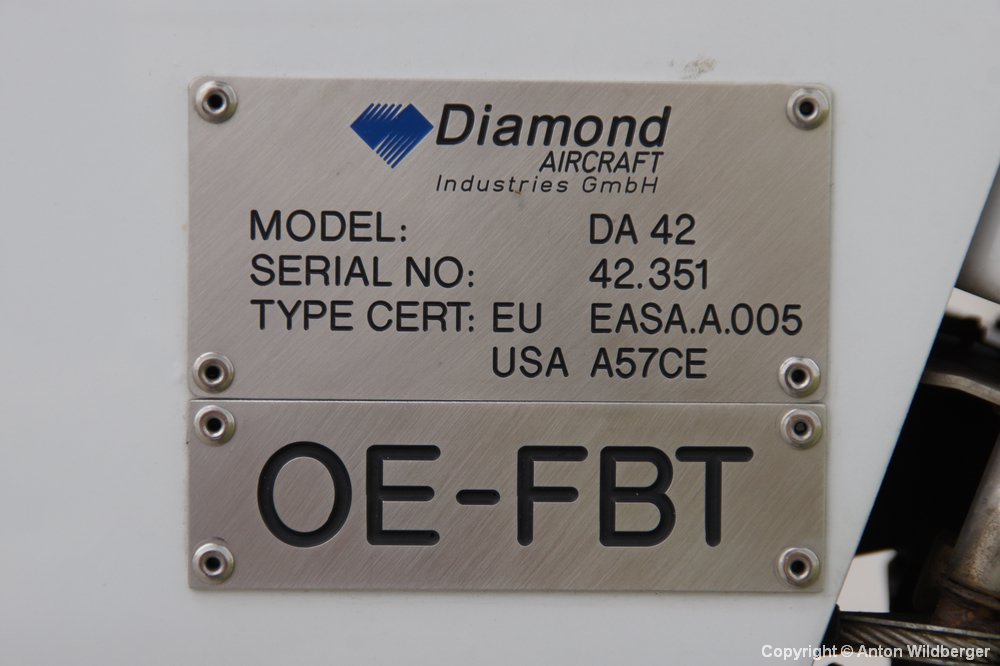 Diamond
AIRCRAFT
Industries GmbH
MODEL: DA 42
SERIAL NO: 42.351
TYPE CERT: EU EASA.A.005
USA A57CE
OE-FBT
Copyright © Anton Wildberger